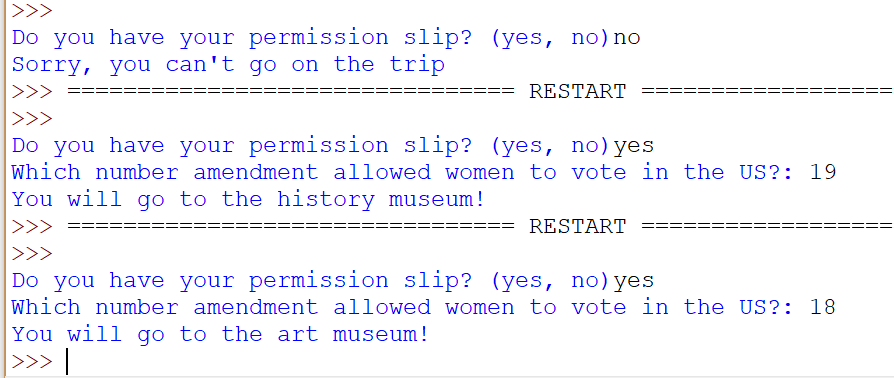 >>>
Do you have your permission slip? (yes, no)no
Sorry, you can't go on the trip
>>> ================================ RESTART ==================
>>>
Do you have your permission slip? (yes, no)yes
Which number amendment allowed women to vote in the US?: 19
You will go to the history museum!
>>> ================================ RESTART ==================
>>>
Do you have your permission slip? (yes, no)yes
Which number amendment allowed women to vote in the US?: 18
You will go to the art museum!
>>>